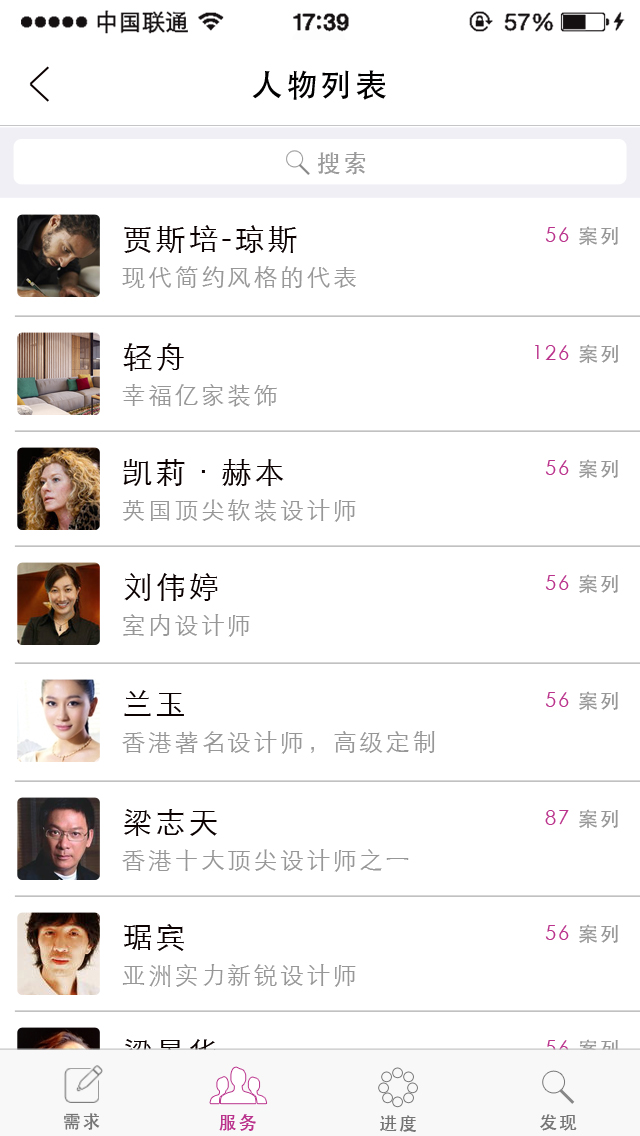 中国联通 17:39 57%
人物列表
搜索
贾斯培-琼斯 56 案列
现代简约风格的代表
轻舟 126 案列
幸福亿家装饰
凯莉·赫本 56 案列
英国顶尖软装设计师
刘伟婷 56 案列
室内设计师
兰玉 56 案列
香港著名设计师，高级定制
梁志天 87 案列
香港十大顶尖设计师之一
琚宾 56 案列
亚洲实力新锐设计师
56 案列
需求 服务 进度 发现